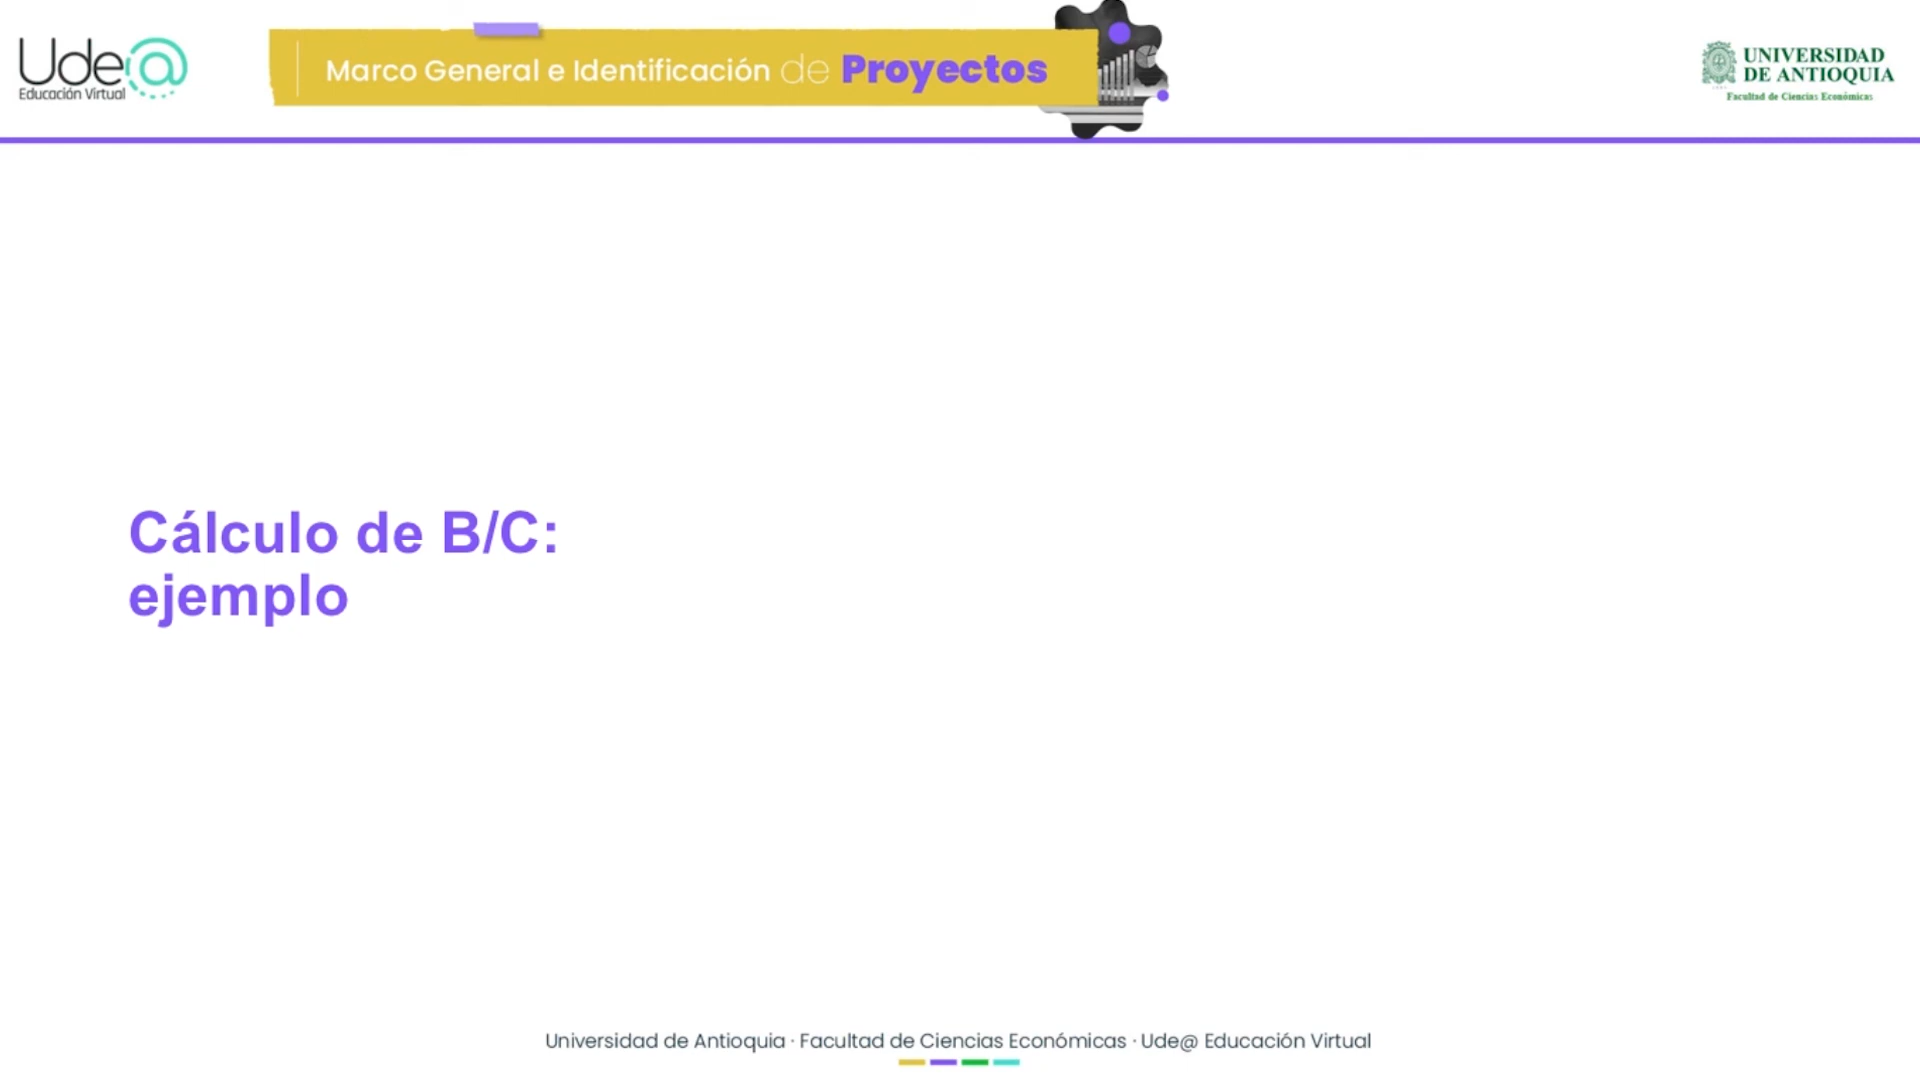 Ude@
Educación Virtual
Marco General e Identificación de Proyectos
UNIVERSIDAD
DE ANTIOQUIA
Facultad de Ciencias Económicas
Cálculo de B/C:
ejemplo
Universidad de Antioquia · Facultad de Ciencias Económicas · Ude@ Educación Virtual